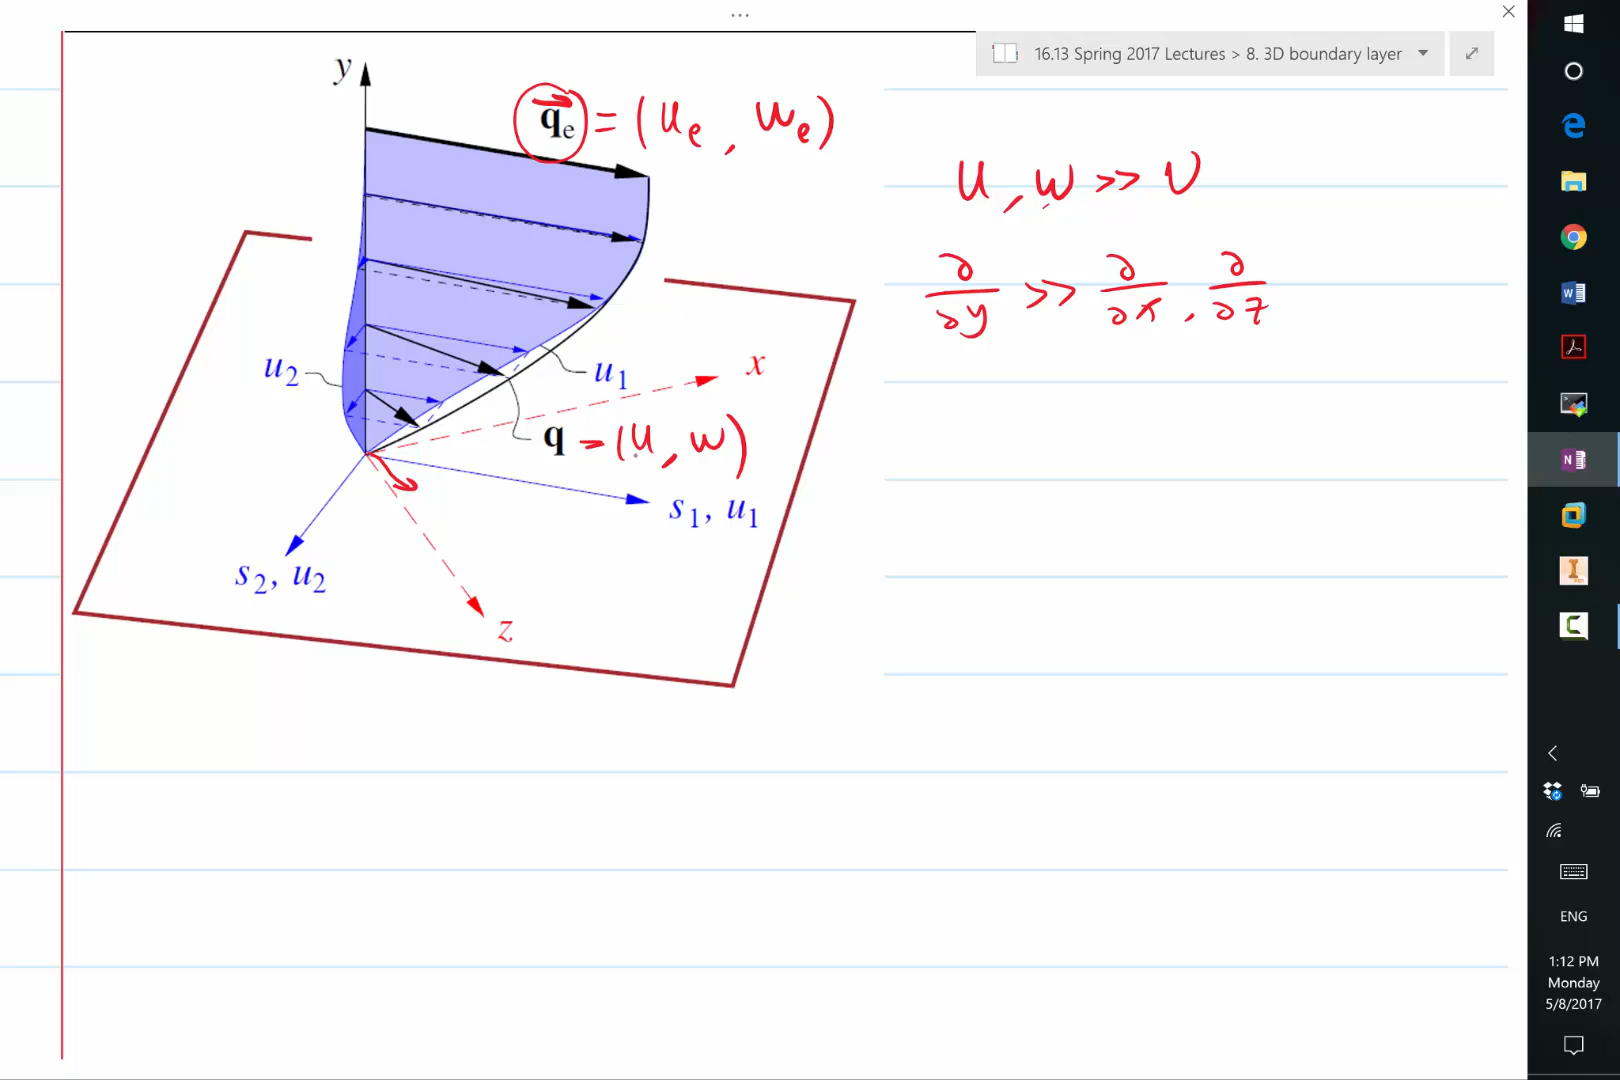 16.13 Spring 2017 Lectures > 8. 3D boundary layer
y
q⃗e = (ue, we)
u, w >> v
∂/∂y >> ∂/∂x, ∂/∂z
u2
u1
x
q = (u, w)
s1, u1
s2, u2
z
ENG
1:12 PM
Monday
5/8/2017